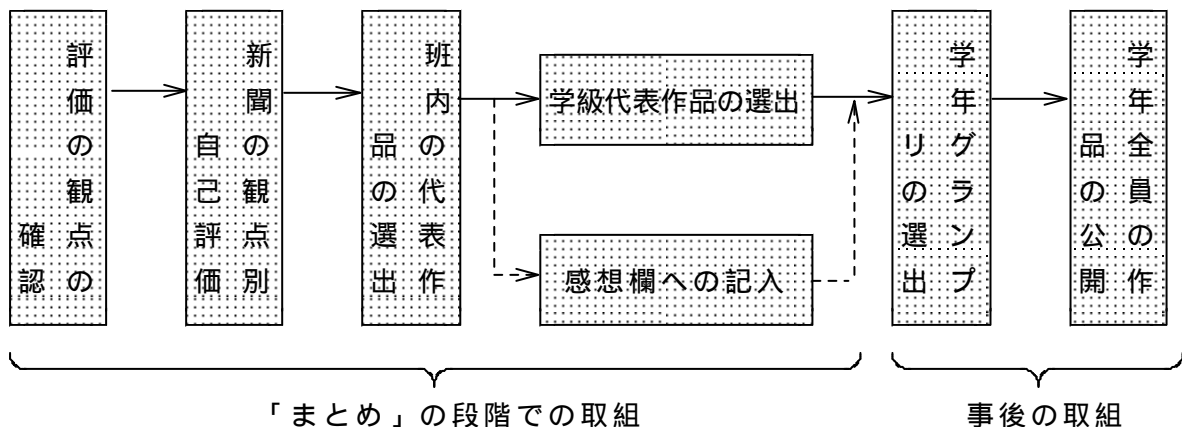 評価の観点の
確認
新聞の観点別
自己評価
班内の代表作
品の選出
学級代表作品の選出
感想欄への記入
学年グランプ
リの選出
学年全員の作
品の公開
「まとめ」の段階での取組
事後の取組